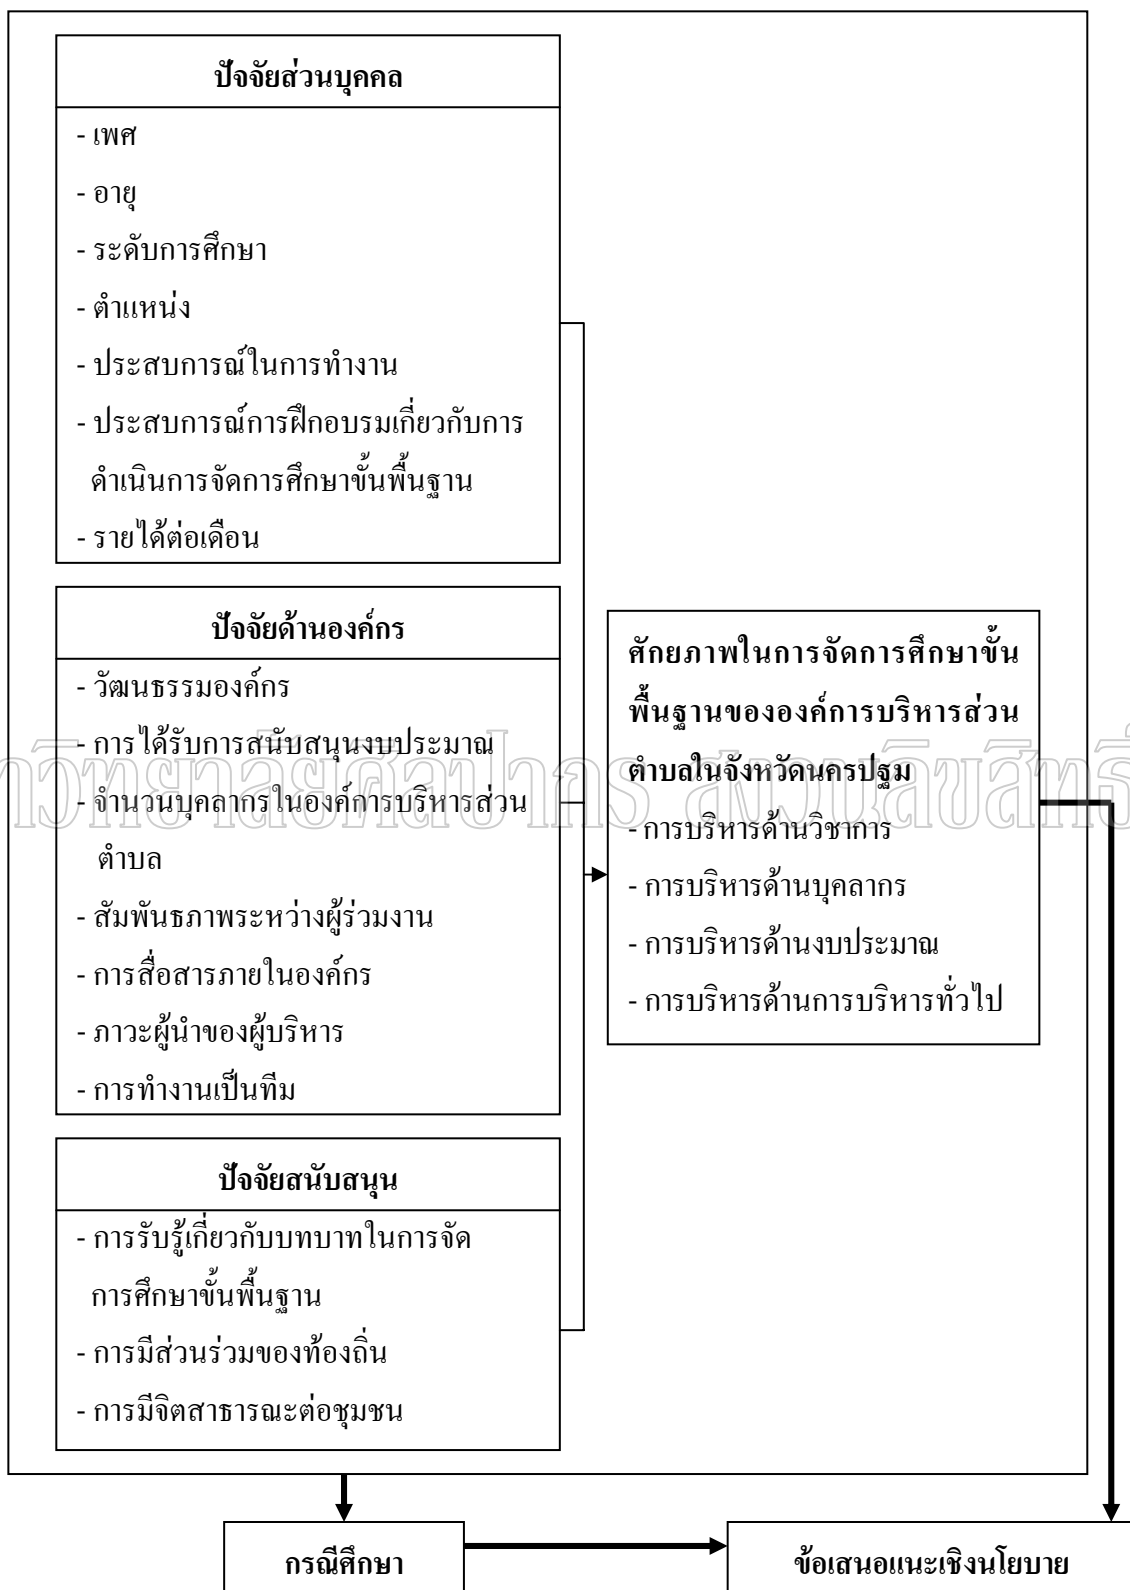 ปัจจัยส่วนบุคคล
- เพศ
- อายุ
- ระดับการศึกษา
- ตำแหน่ง
- ประสบการณ์ในการทำงาน
- ประสบการณ์การฝึกอบรมเกี่ยวกับการ
ดำเนินการจัดการศึกษาขั้นพื้นฐาน
- รายได้ต่อเดือน
ปัจจัยด้านองค์กร
- วัฒนธรรมองค์กร
- การได้รับการสนับสนุนงบประมาณ
- จำนวนบุคลากรในองค์การบริหารส่วน
ตำบล
- สัมพันธภาพระหว่างผู้ร่วมงาน
- การสื่อสารภายในองค์กร
- ภาวะผู้นำของผู้บริหาร
- การทำงานเป็นทีม
ปัจจัยสนับสนุน
- การรับรู้เกี่ยวกับบทบาทในการจัด
การศึกษาขั้นพื้นฐาน
- การมีส่วนร่วมของท้องถิ่น
- การมีจิตสาธารณะต่อชุมชน
ศักยภาพในการจัดการศึกษาขั้น
พื้นฐานขององค์การบริหารส่วน
ตำบลในจังหวัดนครปฐม
- การบริหารด้านวิชาการ
- การบริหารด้านบุคลากร
- การบริหารด้านงบประมาณ
- การบริหารด้านการบริหารทั่วไป
าวิทยาลัยศิลปากร สงวนลิขสิทธิ์
กรณีศึกษา
ข้อเสนอแนะเชิงนโยบาย